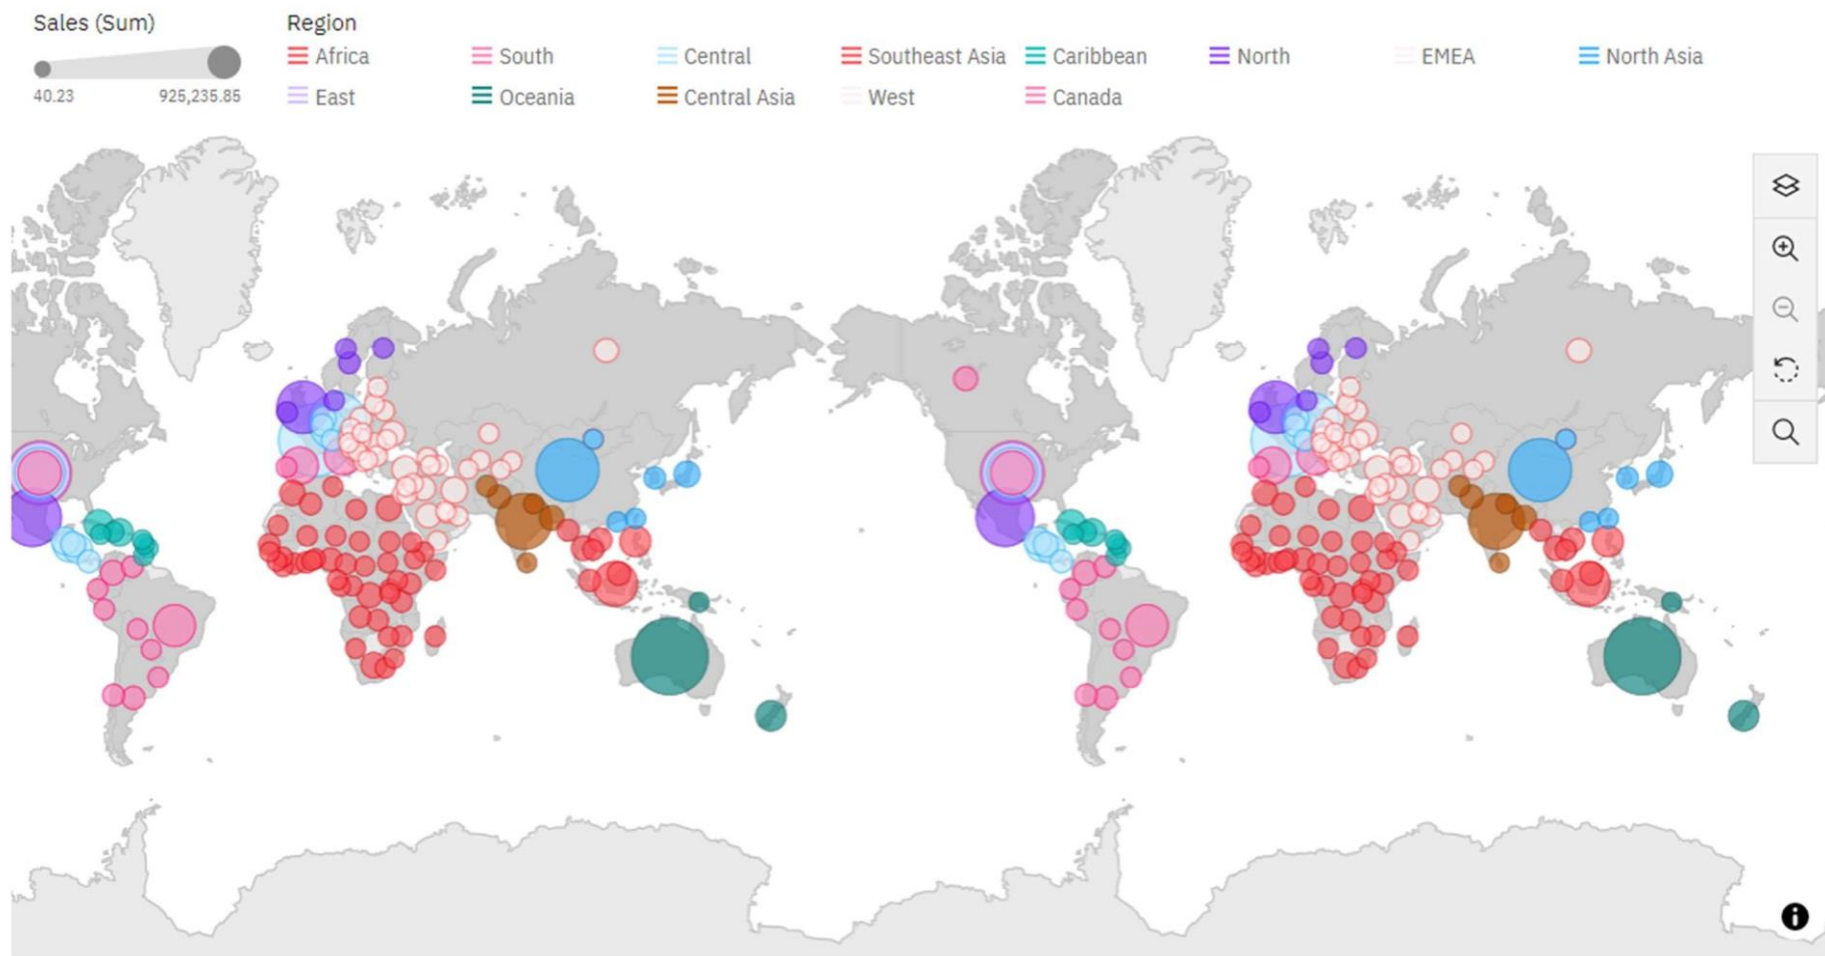 Sales (Sum)
40.23 925,235.85
Region
Africa South Central Southeast Asia Caribbean North EMEA North Asia
East Oceania Central Asia West Canada